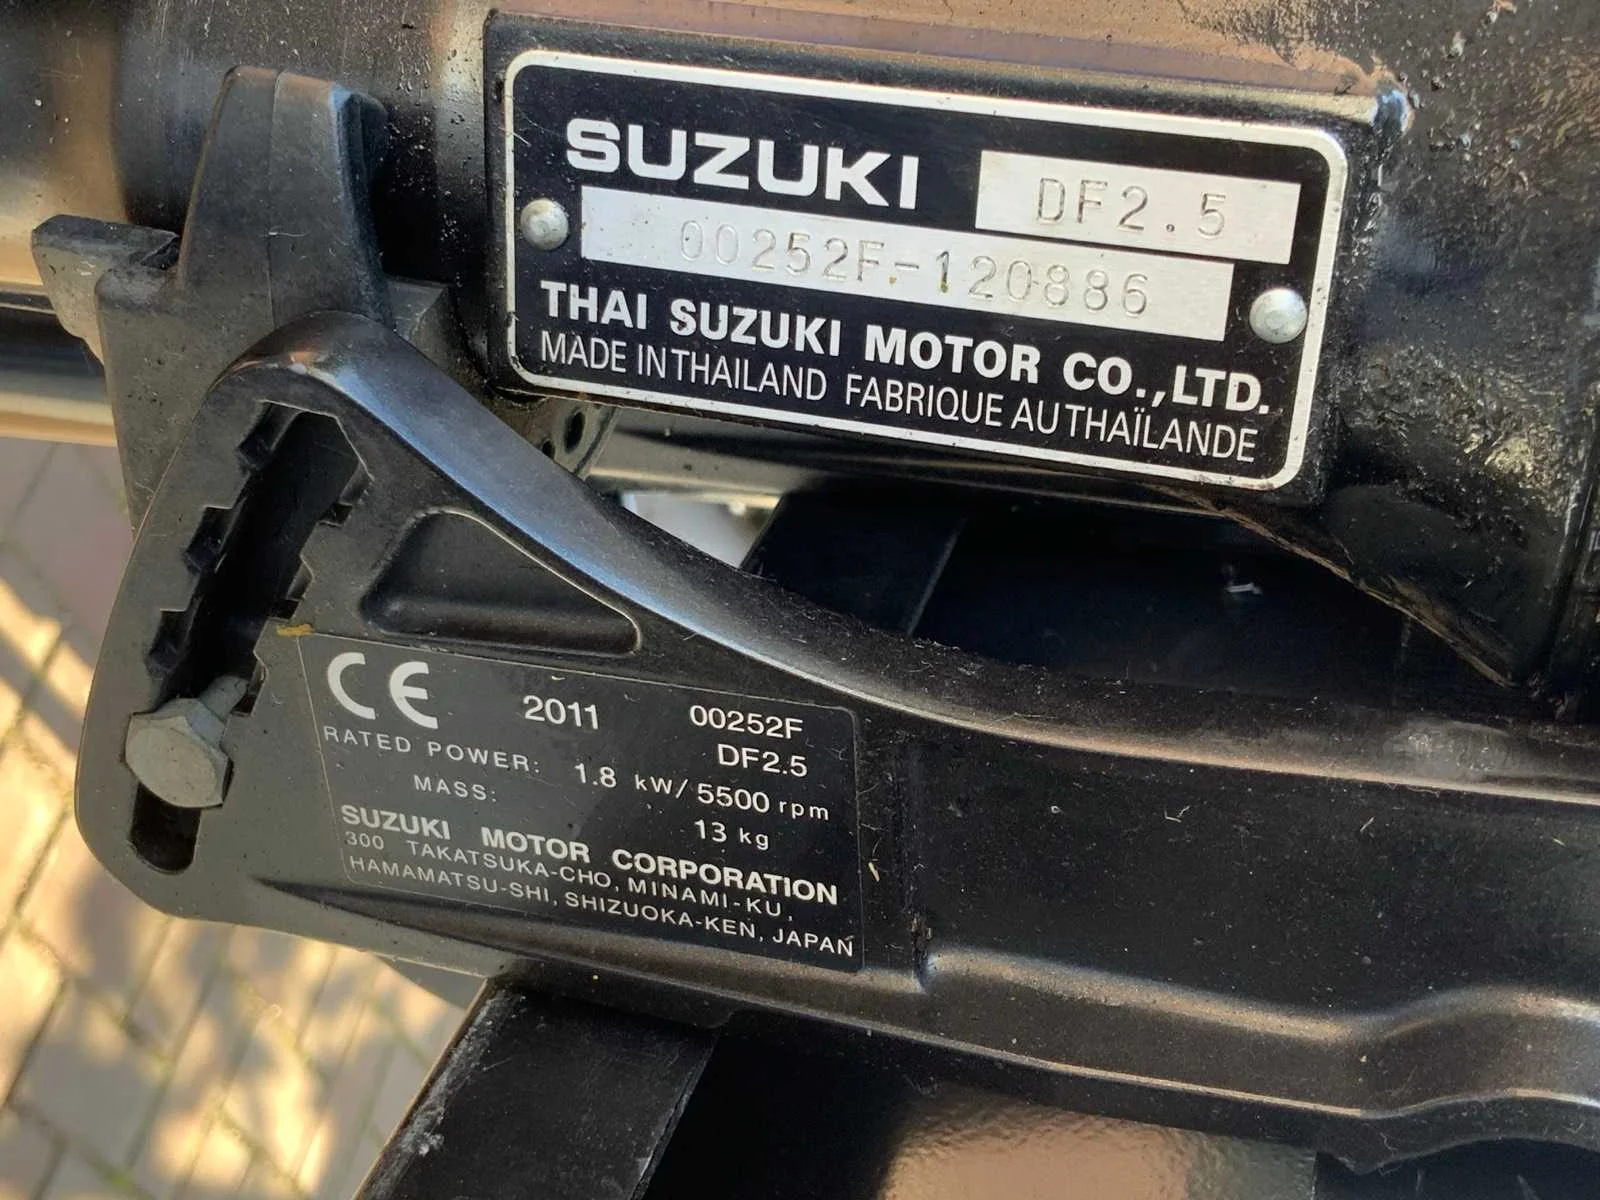 SUZUKI DF2.5
00252F-120886
THAI SUZUKI MOTOR CO.,LTD.
MADE IN THAILAND FABRIQUE AU THAÏLANDE
CE 2011 00252F
DF2.5
RATED POWER: 1.8 kW/5500 rpm
MASS: 13 kg
SUZUKI MOTOR CORPORATION
300 TAKATSUKA-CHO, MINAMI-KU,
HAMAMATSU-SHI, SHIZUOKA-KEN, JAPAN